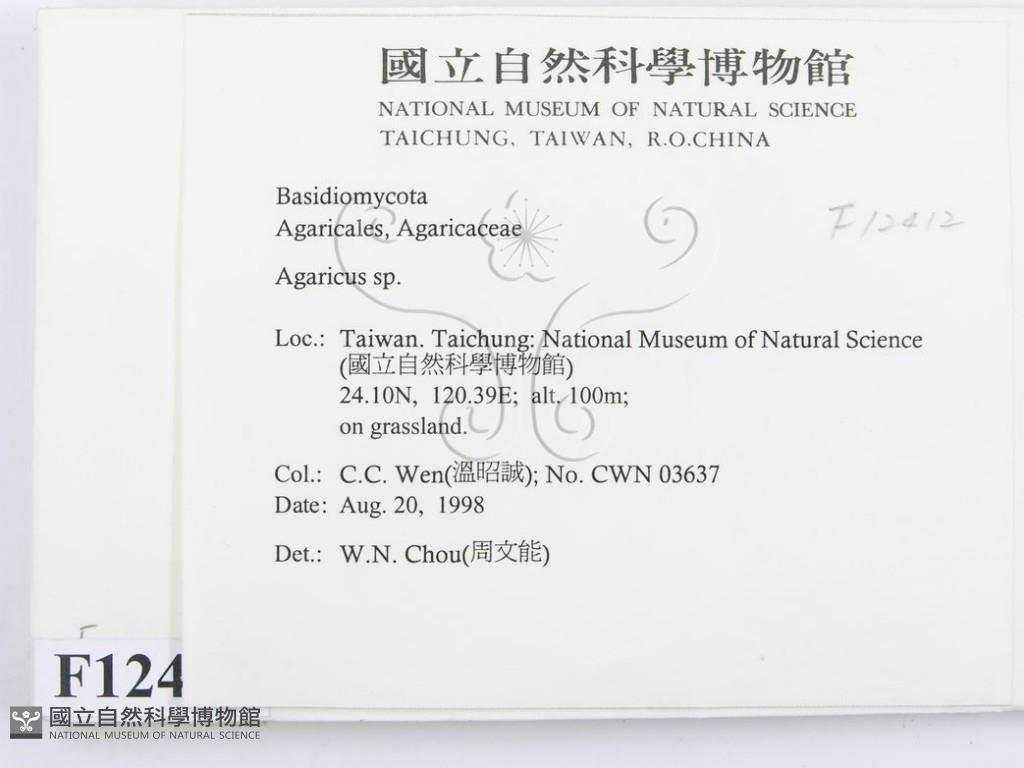 國立自然科學博物館
NATIONAL MUSEUM OF NATURAL SCIENCE
TAICHUNG, TAIWAN, R.O.CHINA
Basidiomycota
Agaricales, Agaricaceae
F12412
Agaricus sp.
Loc.: Taiwan. Taichung: National Museum of Natural Science
(國立自然科學博物館)
24.10N, 120.39E; alt. 100m;
on grassland.
Col.: C.C. Wen(溫昭誠); No. CWN 03637
Date: Aug. 20, 1998
Det.: W.N. Chou(周文能)
F124
國立自然科學博物館
NATIONAL MUSEUM OF NATURAL SCIENCE